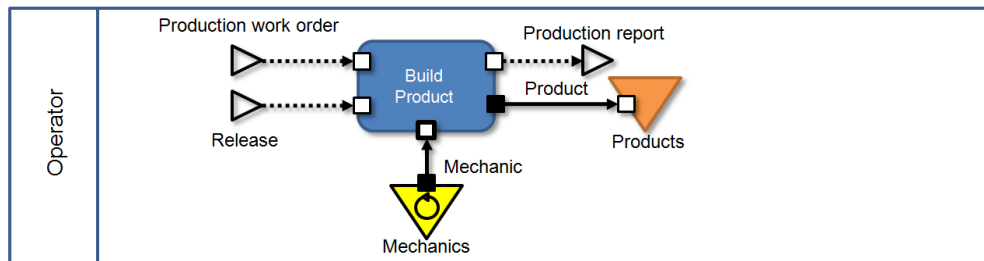 Operator
Production work order
Release
Build
Product
Production report
Product
Products
Mechanic
Mechanics